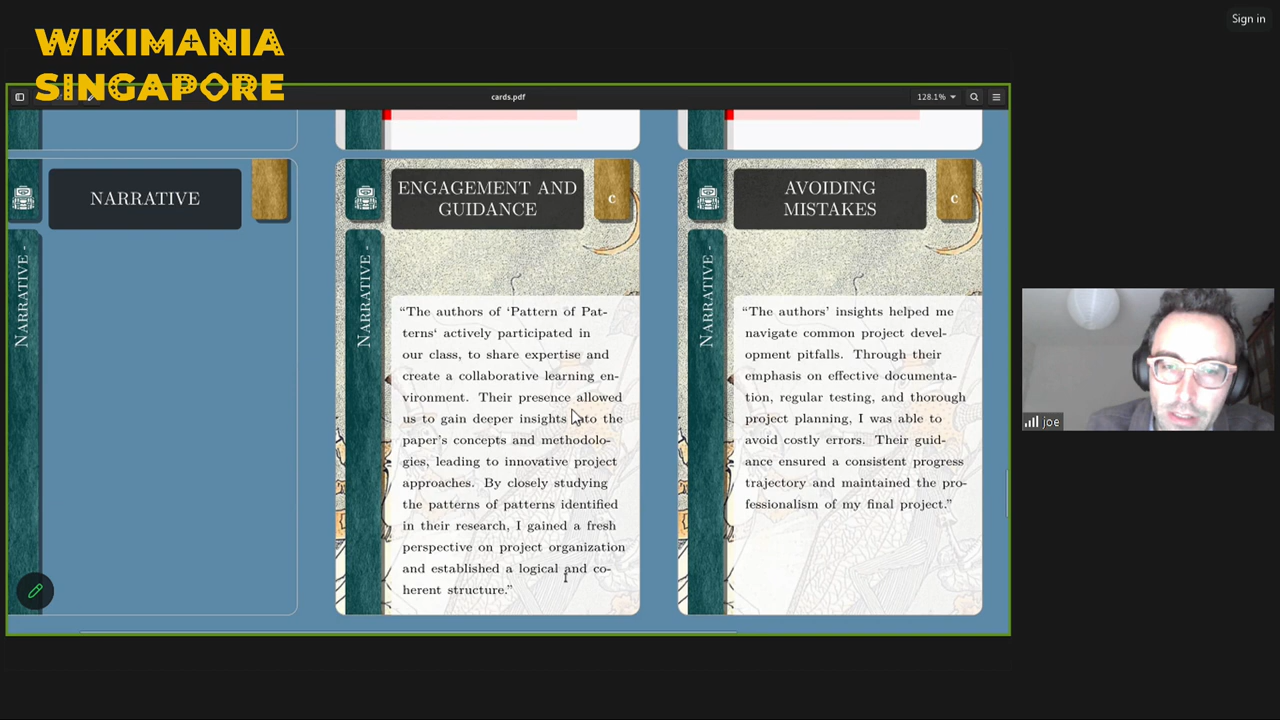 WIKIMANIA
SINGAPORE
Sign in
cards.pdf
128.1%
NARRATIVE
NARRATIVE -
ENGAGEMENT AND
GUIDANCE
C
NARRATIVE -
“The authors of ‘Pattern of Pat-
terns‘ actively participated in
our class, to share expertise and
create a collaborative learning en-
vironment. Their presence allowed
us to gain deeper insights into the
paper’s concepts and methodolo-
gies, leading to innovative project
approaches. By closely studying
the patterns of patterns identified
in their research, I gained a fresh
perspective on project organization
and established a logical and co-
herent structure.”
AVOIDING
MISTAKES
C
NARRATIVE -
“The authors’ insights helped me
navigate common project devel-
opment pitfalls. Through their
emphasis on effective documenta-
tion, regular testing, and thorough
project planning, I was able to
avoid costly errors. Their guid-
ance ensured a consistent progress
trajectory and maintained the pro-
fessionalism of my final project.”
joe